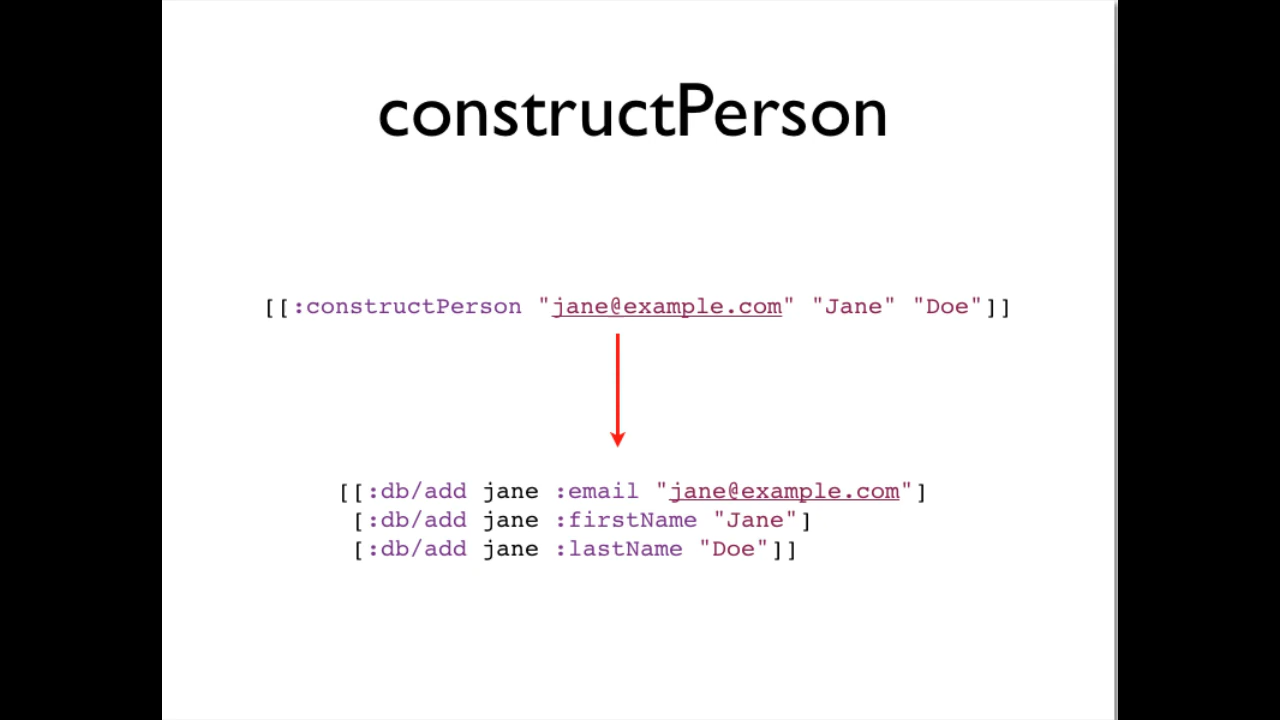 constructPerson
[[:constructPerson "jane@example.com" "Jane" "Doe"]]
[[:db/add jane :email "jane@example.com"]
[:db/add jane :firstName "Jane"]
[:db/add jane :lastName "Doe"]]